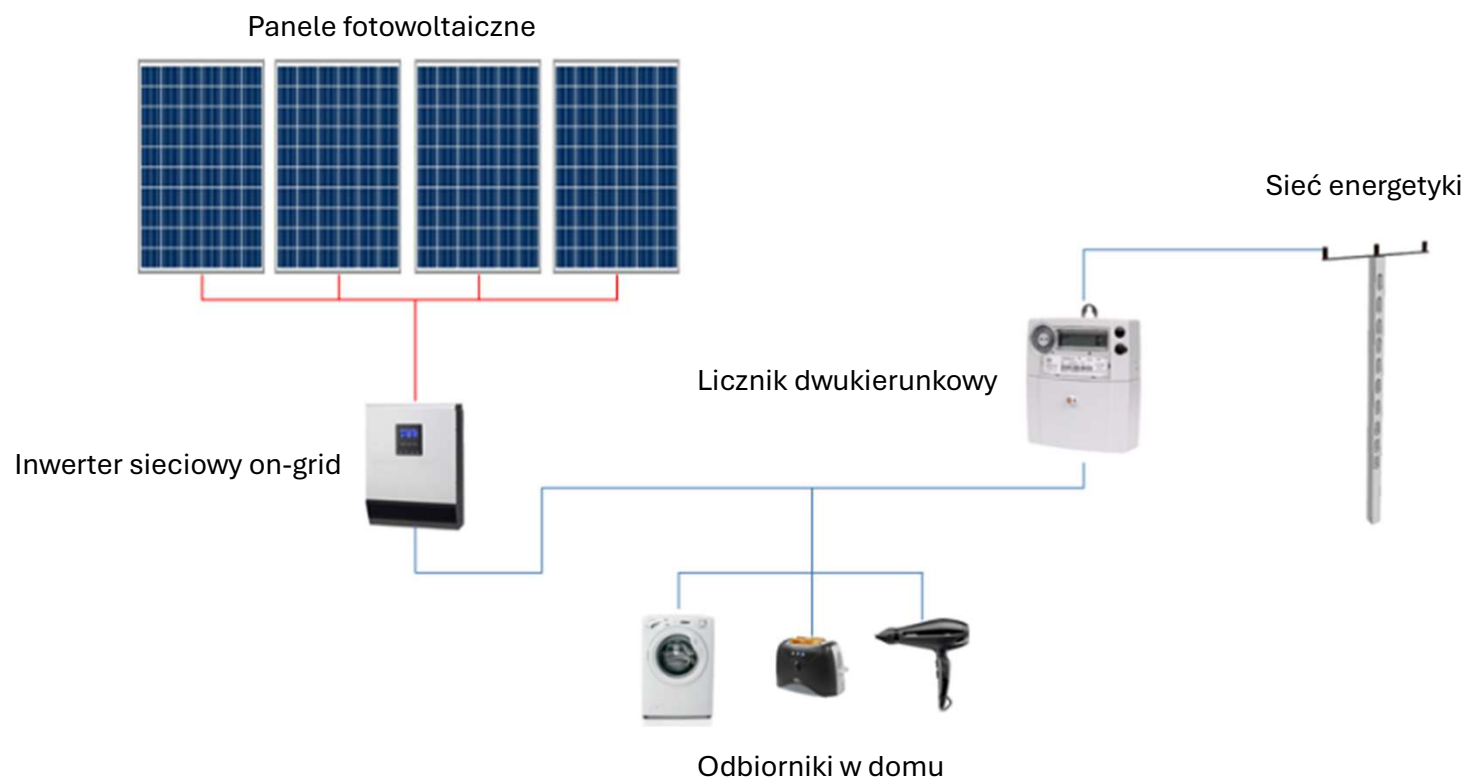 Panele fotowoltaiczne
Sieć energetyki
Licznik dwukierunkowy
Inwerter sieciowy on-grid
Odbiorniki w domu